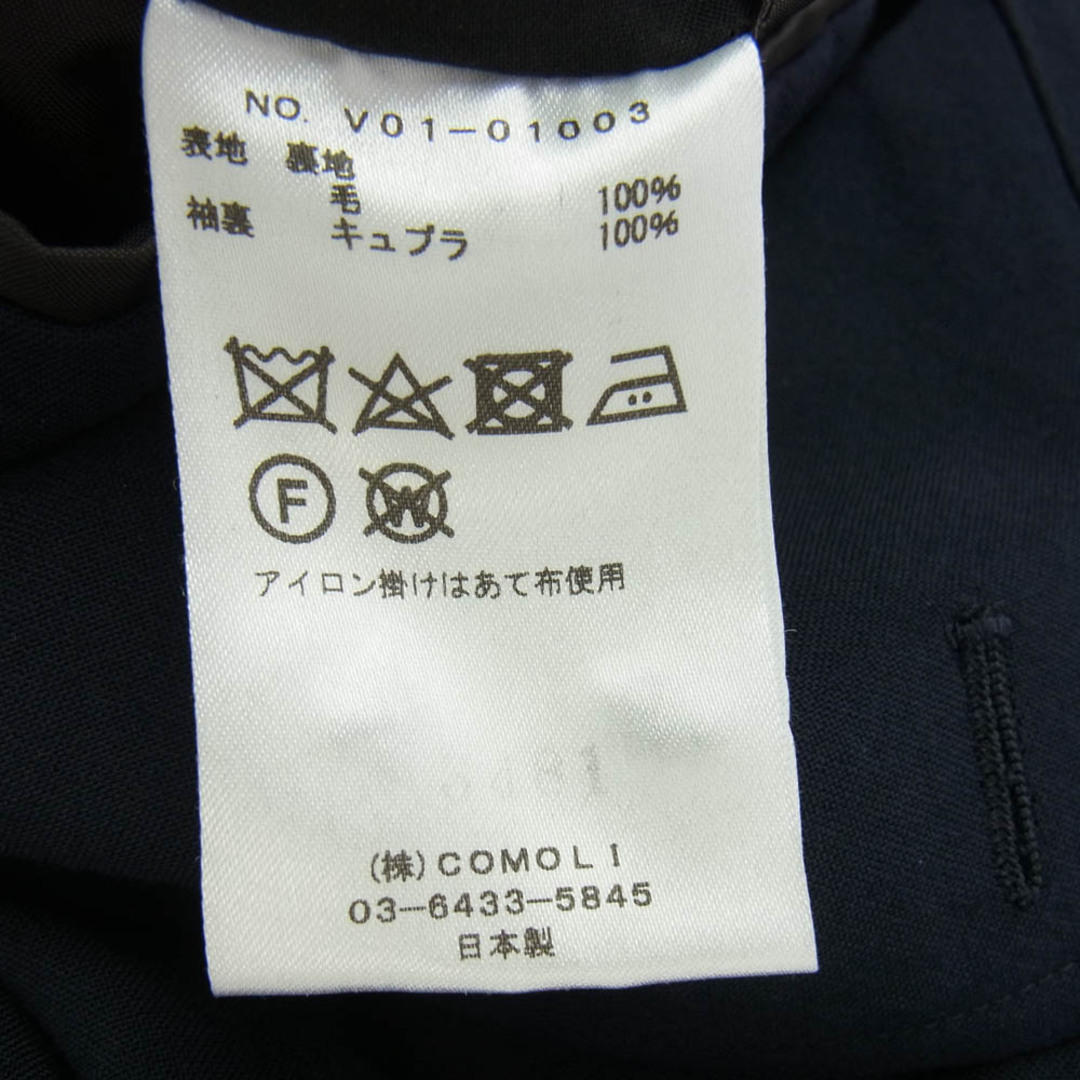 NO. V01-01003
表地 裏地
毛 100%
袖裏 キュプラ 100%
F W
アイロン掛けはあて布使用
(株)COMOLI
03-6433-5845
日本製